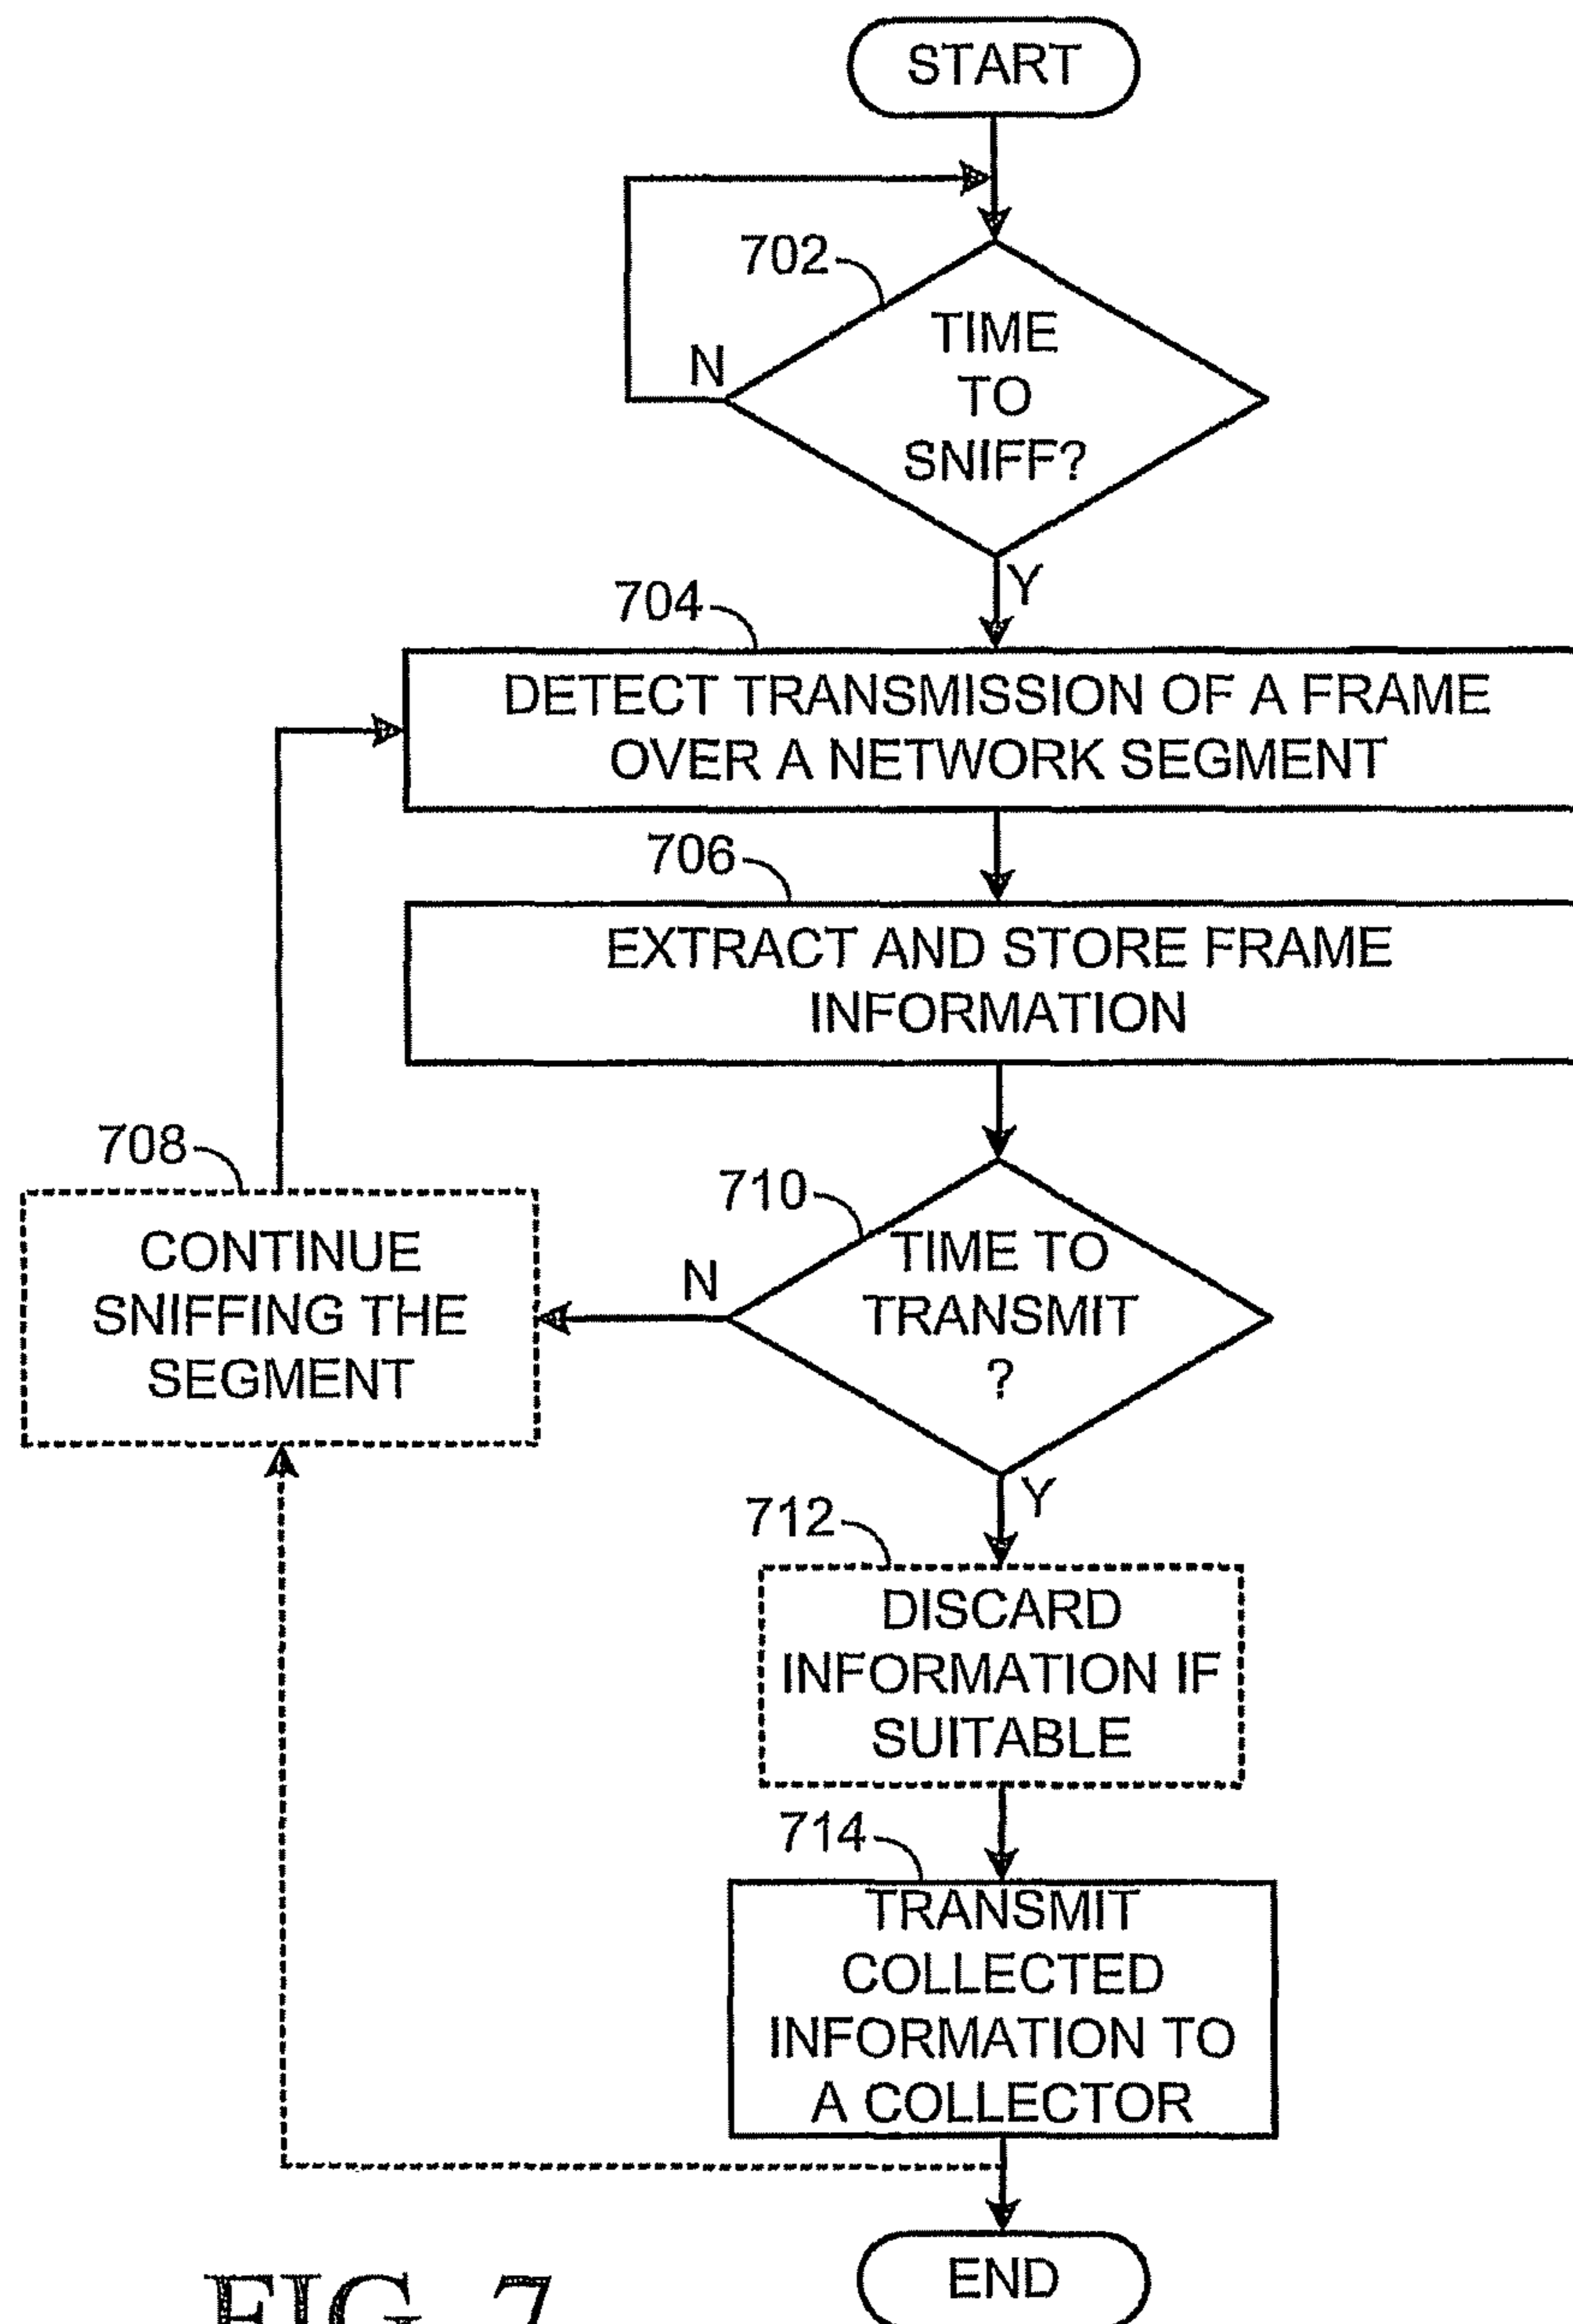 START
702
TIME
TO
SNIFF?
N
Y
704
DETECT TRANSMISSION OF A FRAME
OVER A NETWORK SEGMENT
706
EXTRACT AND STORE FRAME
INFORMATION
708
CONTINUE
SNIFFING THE
SEGMENT
710
TIME TO
TRANSMIT
?
N
Y
712
DISCARD
INFORMATION IF
SUITABLE
714
TRANSMIT
COLLECTED
INFORMATION TO
A COLLECTOR
END
FIG. 7